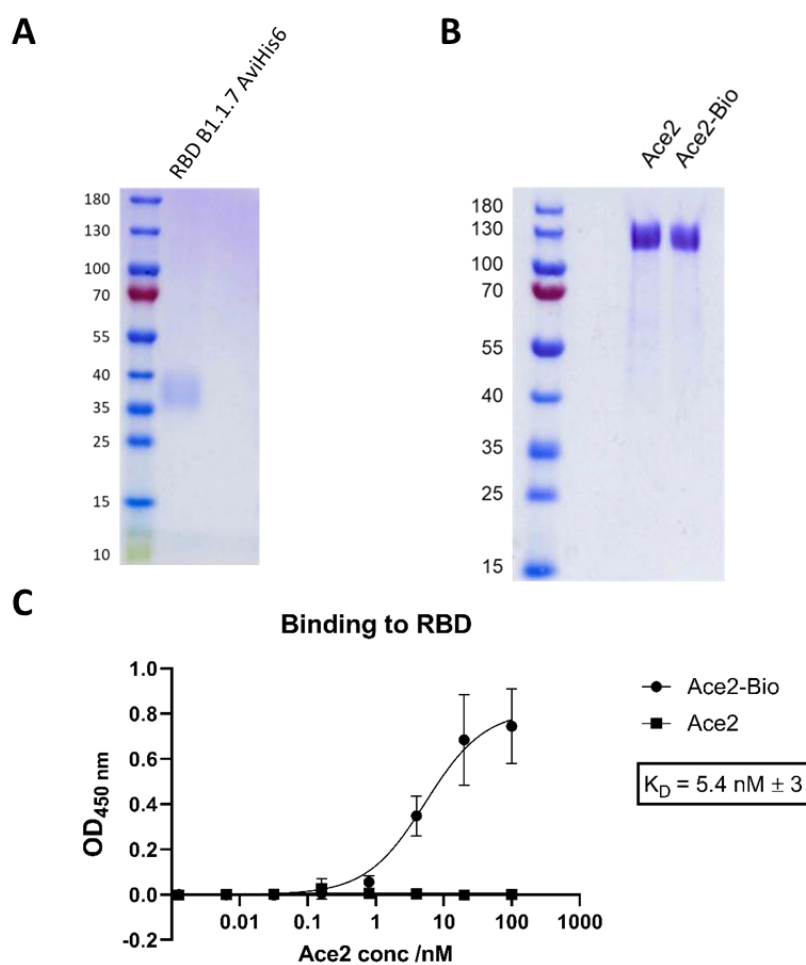 A
B
RBD B1.1.7 AviHis6
180
130
100
70
55
40
35
25
15
10
Ace2
Ace2-Bio
180
130
100
70
55
40
35
25
15
C
Binding to RBD
1.0
0.8
0.6
0.4
0.2
0.0
-0.2
OD450 nm
0.01
0.1
1
10
100
1000
Ace2 conc /nM
Ace2-Bio
Ace2
KD = 5.4 nM ± 3